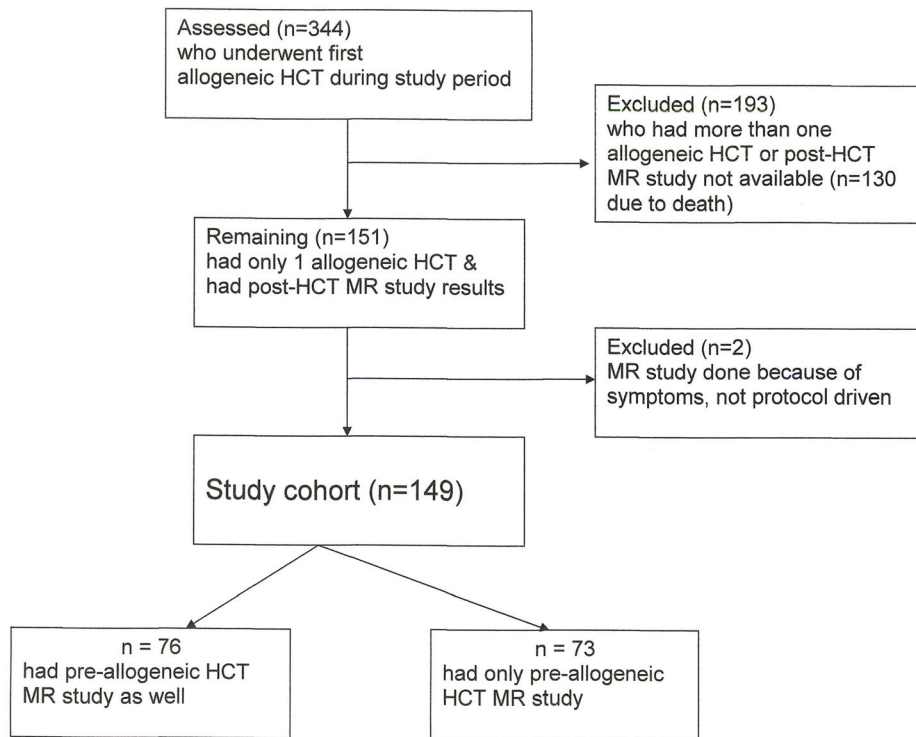 Assessed (n=344)
who underwent first
allogeneic HCT during study period
Excluded (n=193)
who had more than one
allogeneic HCT or post-HCT
MR study not available (n=130
due to death)
Remaining (n=151)
had only 1 allogeneic HCT &
had post-HCT MR study results
Excluded (n=2)
MR study done because of
symptoms, not protocol driven
Study cohort (n=149)
n = 76
had pre-allogeneic HCT
MR study as well
n = 73
had only pre-allogeneic
HCT MR study